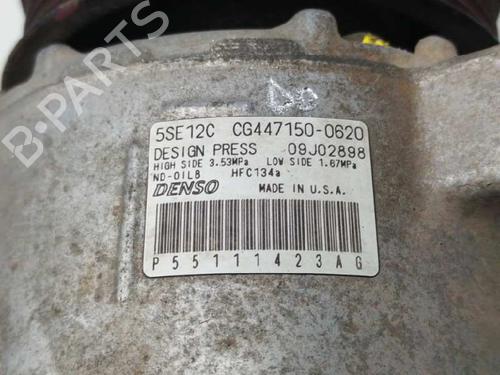 5SE12C CG447150-0620
DESIGN PRESS 09J02898
HIGH SIDE 3.53MPa LOW SIDE 1.67MPa
ND-OIL8 HFC134a
DENSO MADE IN U.S.A.
P55111423AG
B-PARTS